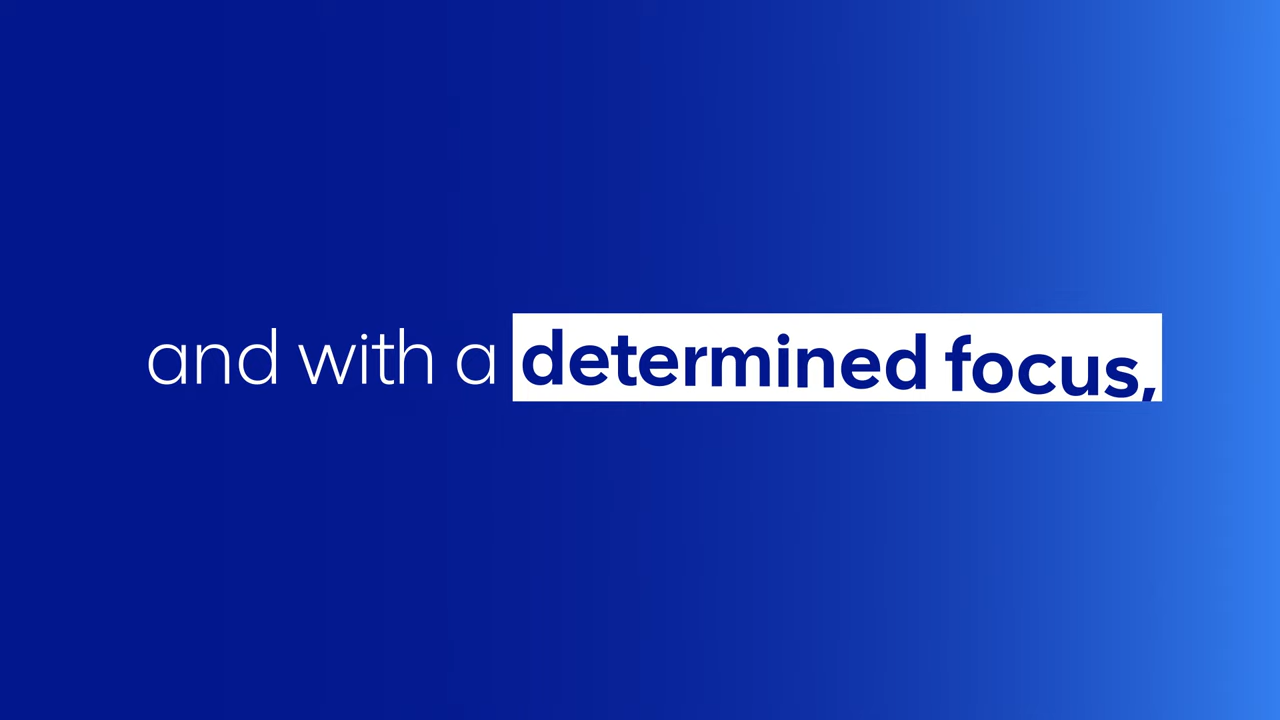 and with a determined focus,